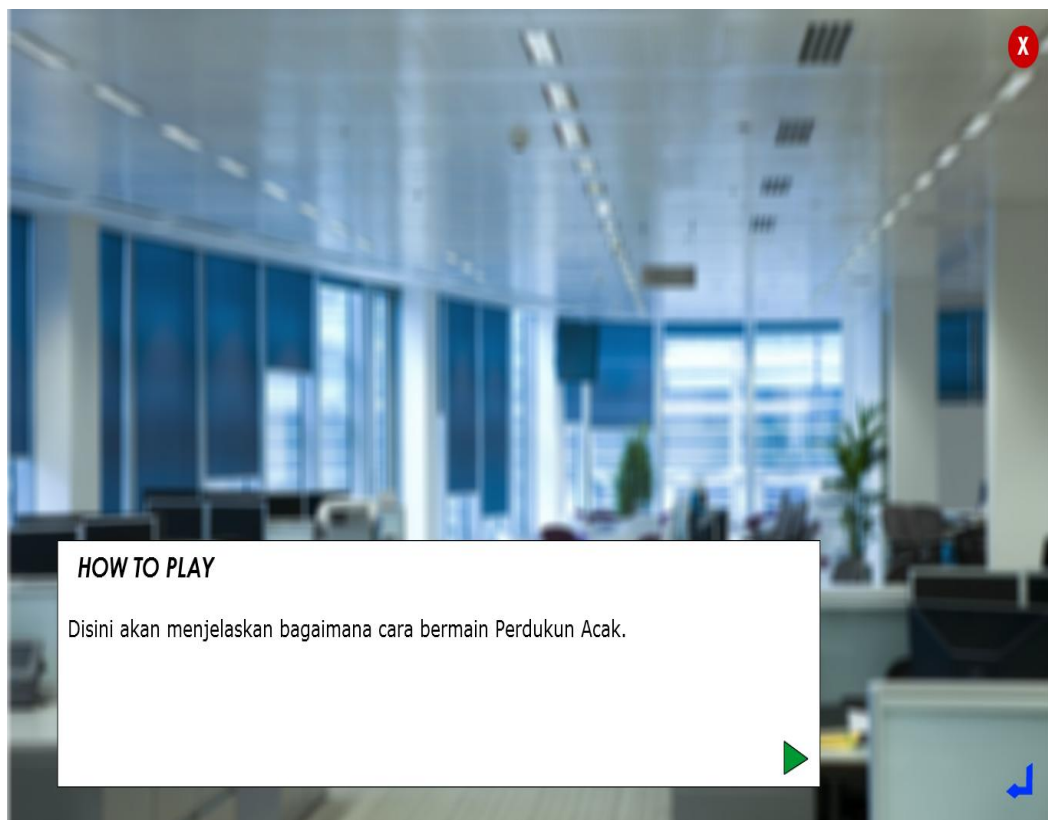 X
HOW TO PLAY
Disini akan menjelaskan bagaimana cara bermain Perdukun Acak.